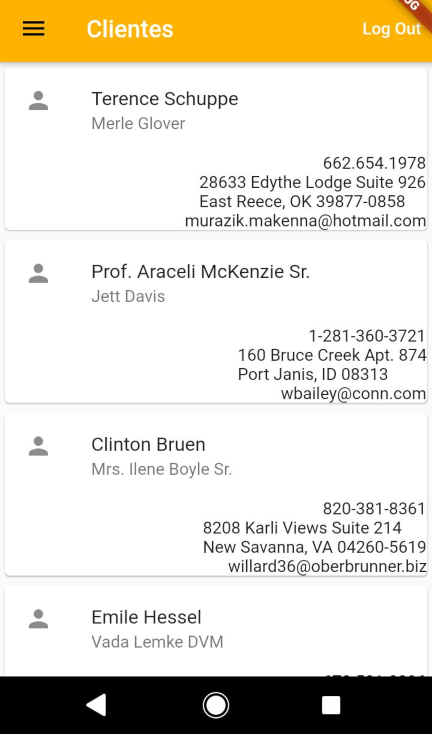 Clientes
Log Out
Terence Schuppe
Merle Glover
662.654.1978
28633 Edythe Lodge Suite 926
East Reece, OK 39877-0858
murazik.makenna@hotmail.com
Prof. Araceli McKenzie Sr.
Jett Davis
1-281-360-3721
160 Bruce Creek Apt. 874
Port Janis, ID 08313
wbailey@conn.com
Clinton Bruen
Mrs. Ilene Boyle Sr.
820-381-8361
8208 Karli Views Suite 214
New Savanna, VA 04260-5619
willard36@oberbrunner.biz
Emile Hessel
Vada Lemke DVM